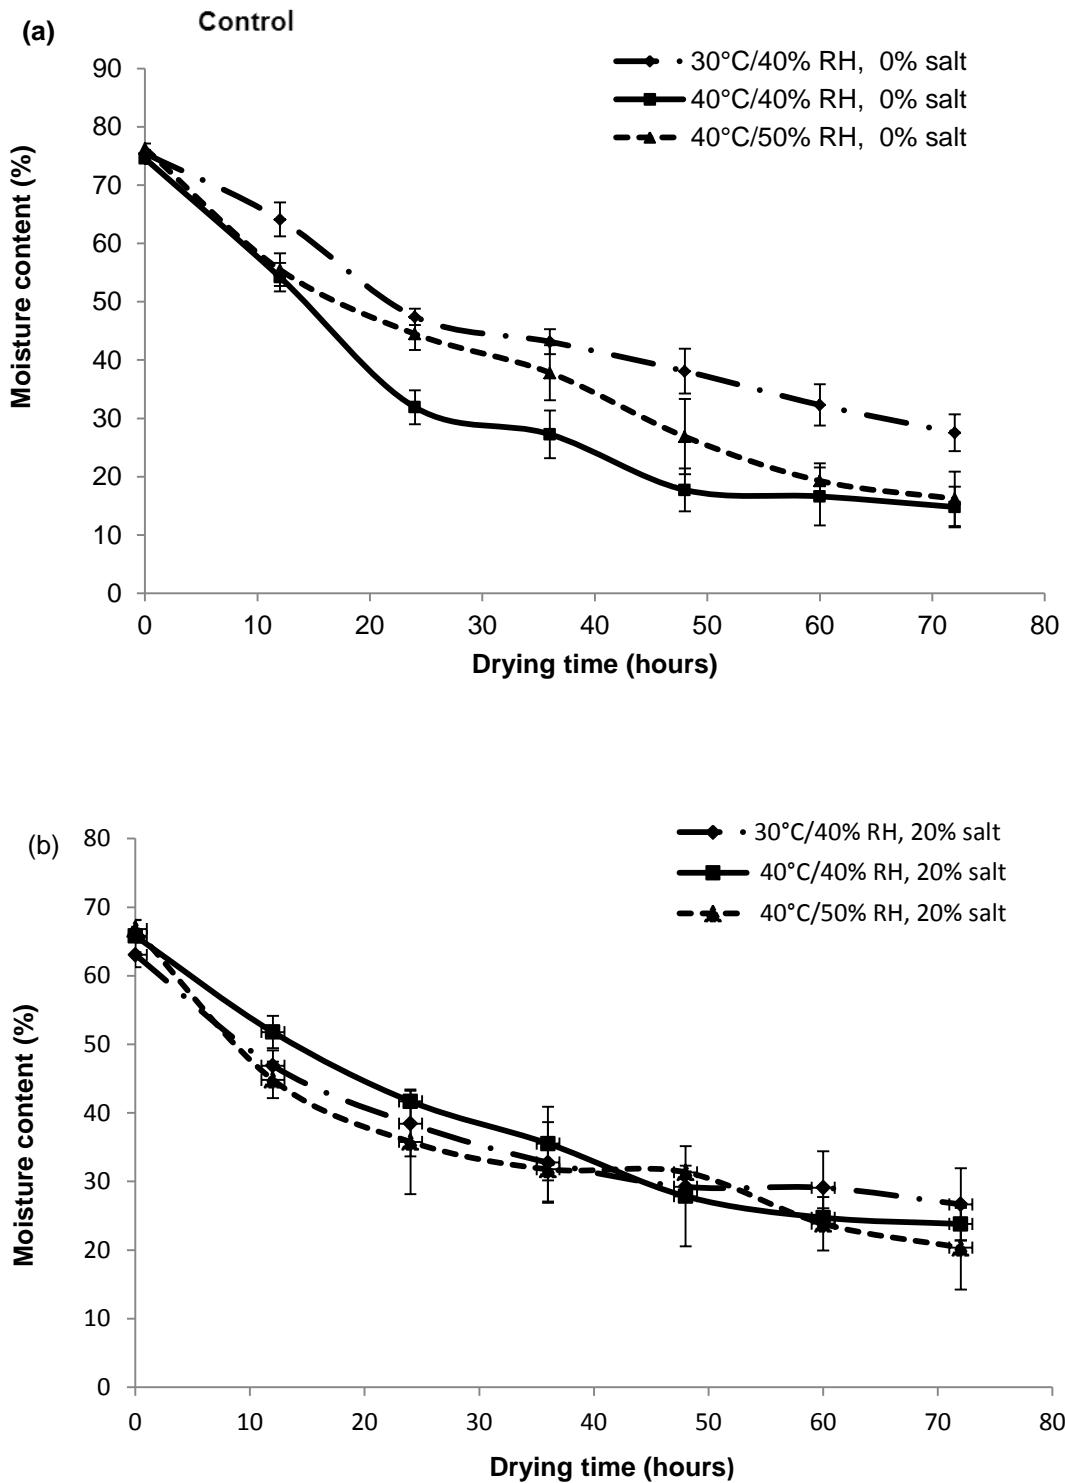 (a)
Control
30°C/40% RH, 0% salt
40°C/40% RH, 0% salt
40°C/50% RH, 0% salt
90
80
70
60
50
40
30
20
10
0
Moisture content (%)
0 10 20 30 40 50 60 70 80
Drying time (hours)
(b)
30°C/40% RH, 20% salt
40°C/40% RH, 20% salt
40°C/50% RH, 20% salt
80
70
60
50
40
30
20
10
0
Moisture content (%)
0 10 20 30 40 50 60 70 80
Drying time (hours)